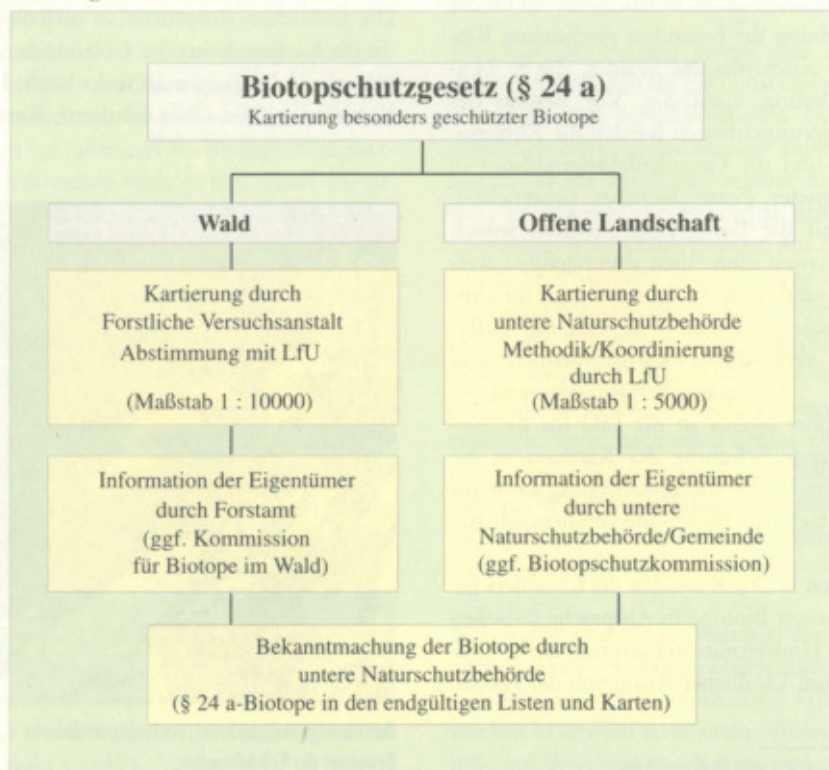 Biotopschutzgesetz (§ 24 a)
Kartierung besonders geschützter Biotope
Wald
Kartierung durch
Forstliche Versuchsanstalt
Abstimmung mit LfU
(Maßstab 1 : 10000)
Information der Eigentümer
durch Forstamt
(ggf. Kommission
für Biotope im Wald)
Offene Landschaft
Kartierung durch
untere Naturschutzbehörde
Methodik/Koordinierung
durch LfU
(Maßstab 1 : 5000)
Information der Eigentümer
durch untere
Naturschutzbehörde/Gemeinde
(ggf. Biotopschutzkommission)
Bekanntmachung der Biotope durch
untere Naturschutzbehörde
(§ 24 a-Biotope in den endgültigen Listen und Karten)